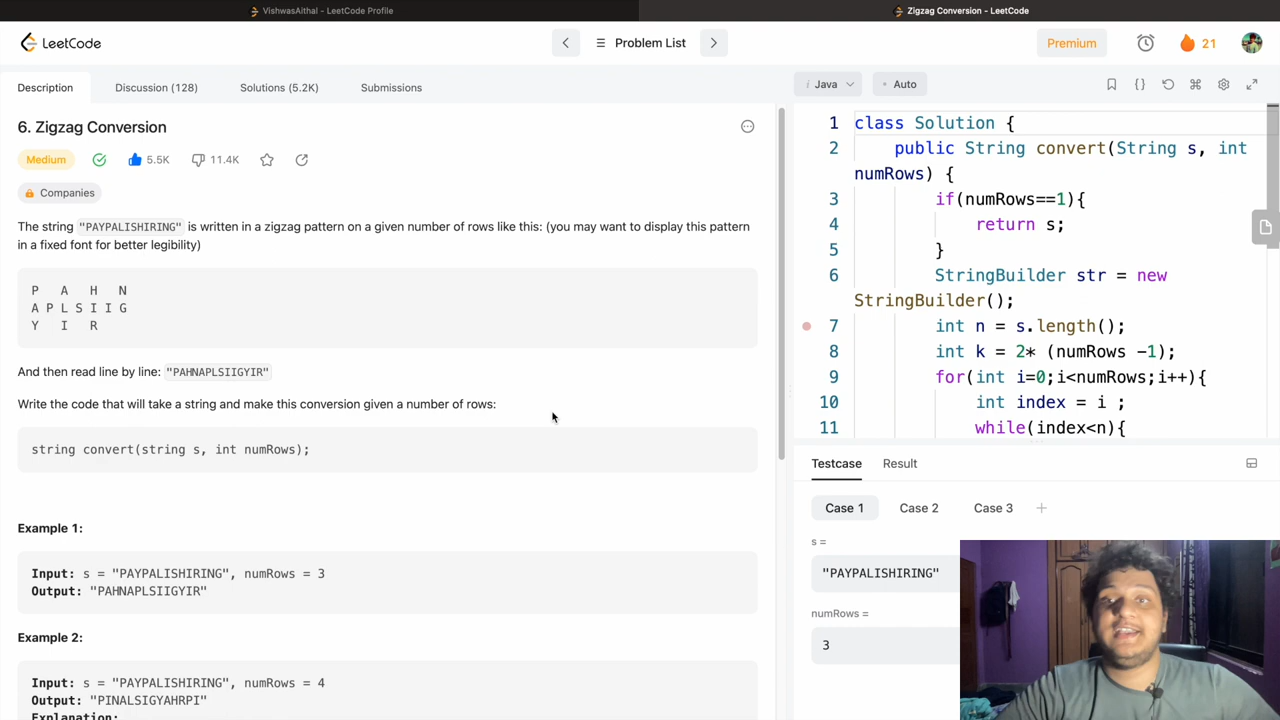 VishwasAithal - LeetCode Profile
Zigzag Conversion - LeetCode
LeetCode
Problem List
Premium
21
Description
Discussion (128)
Solutions (5.2K)
Submissions
6. Zigzag Conversion
Medium
5.5K
11.4K
Companies
The string "PAYPALISHIRING" is written in a zigzag pattern on a given number of rows like this: (you may want to display this pattern
in a fixed font for better legibility)
P   A   H   N
A P L S I I G
Y   I   R
And then read line by line: "PAHNAPLSIIGYIR"
Write the code that will take a string and make this conversion given a number of rows:
string convert(string s, int numRows);
Example 1:
Input: s = "PAYPALISHIRING", numRows = 3
Output: "PAHNAPLSIIGYIR"
Example 2:
Input: s = "PAYPALISHIRING", numRows = 4
Output: "PINALSIGYAHRPI"
Explanation:
i Java
Auto
1 class Solution {
2 public String convert(String s, int
numRows) {
3 if(numRows==1){
4 return s;
5 }
6 StringBuilder str = new
StringBuilder();
7 int n = s.length();
8 int k = 2* (numRows -1);
9 for(int i=0;i<numRows;i++){
10 int index = i ;
11 while(index<n){
Testcase
Result
Case 1
Case 2
Case 3
s =
"PAYPALISHIRING"
numRows =
3